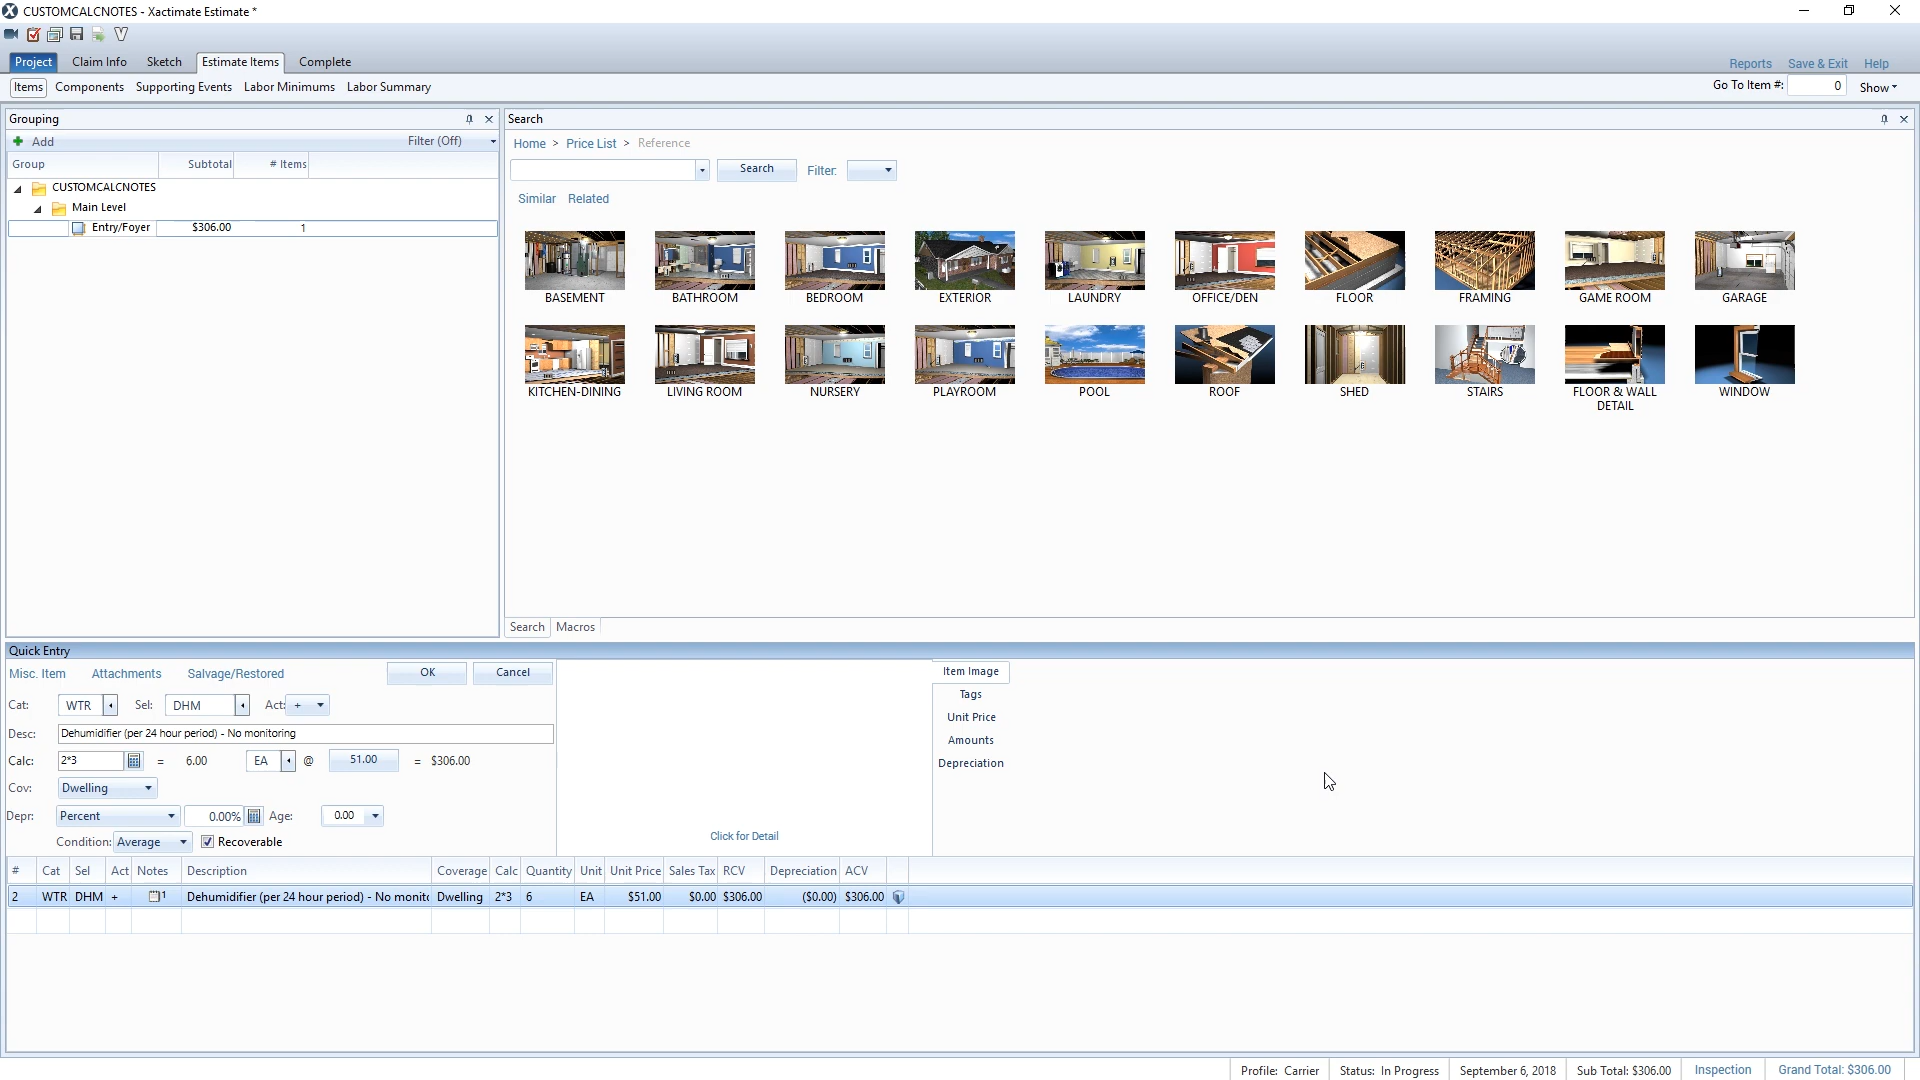 CUSTOMCALCNOTES - Xactimate Estimate *
Project Claim Info Sketch Estimate Items Complete
Reports Save & Exit Help
Items Components Supporting Events Labor Minimums Labor Summary
Go To Item #: 0 Show
Grouping
Add Filter (Off)
Group Subtotal # Items
CUSTOMCALCNOTES
Main Level
Entry/Foyer $306.00 1
Search
Home > Price List > Reference
Search Filter:
Similar Related
BASEMENT BATHROOM BEDROOM EXTERIOR LAUNDRY OFFICE/DEN FLOOR FRAMING GAME ROOM GARAGE
KITCHEN-DINING LIVING ROOM NURSERY PLAYROOM POOL ROOF SHED STAIRS FLOOR & WALL DETAIL WINDOW
Search Macros
Quick Entry
Misc. Item Attachments Salvage/Restored OK Cancel
Cat: WTR Sel: DHM Act: +
Desc: Dehumidifier (per 24 hour period) - No monitoring
Calc: 2*3 = 6.00 EA @ 51.00 = $306.00
Cov: Dwelling
Depr: Percent 0.00% Age: 0.00
Condition: Average Recoverable
Click for Detail
Item Image
Tags
Unit Price
Amounts
Depreciation
# Cat Sel Act Notes Description Coverage Calc Quantity Unit Unit Price Sales Tax RCV Depreciation ACV
2 WTR DHM + 1 Dehumidifier (per 24 hour period) - No monitc Dwelling 2*3 6 EA $51.00 $0.00 $306.00 ($0.00) $306.00
Profile: Carrier Status: In Progress September 6, 2018 Sub Total: $306.00 Inspection Grand Total: $306.00